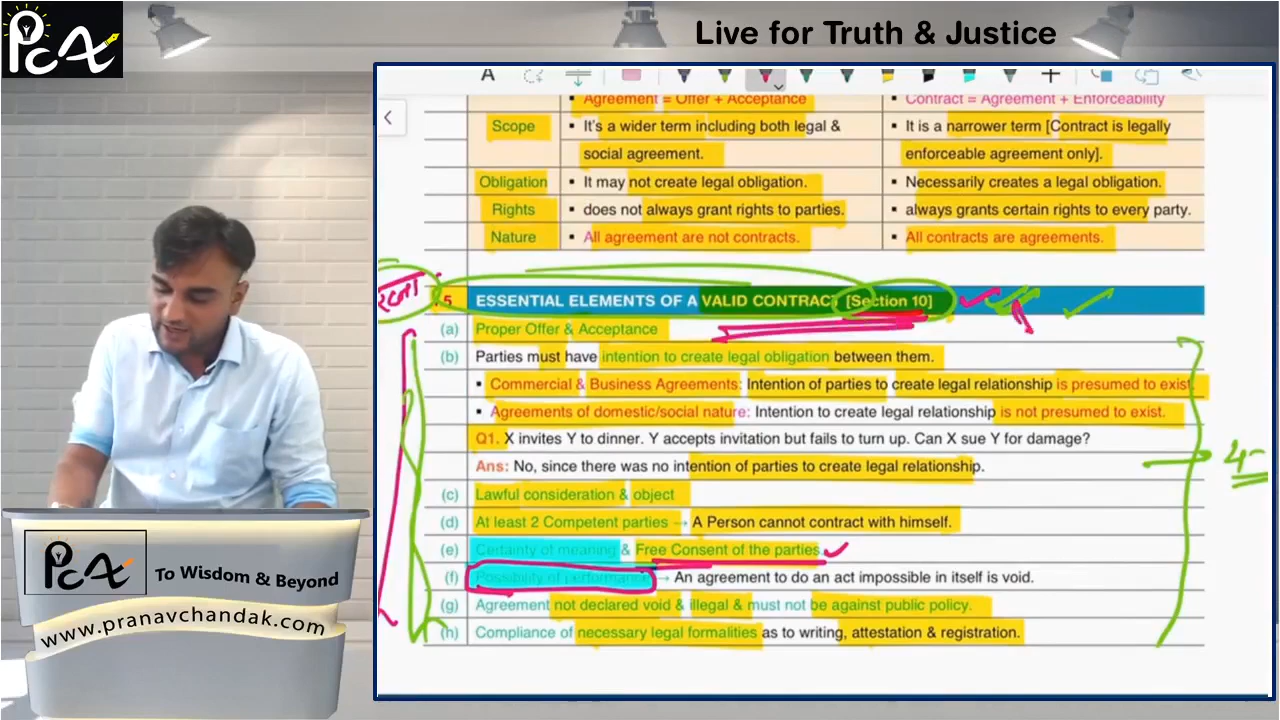 PCA
Live for Truth & Justice
A
Agreement = Offer + Acceptance
Contract = Agreement + Enforceability
Scope
▪ It's a wider term including both legal &
social agreement.
▪ It is a narrower term [Contract is legally
enforceable agreement only].
Obligation
▪ It may not create legal obligation.
▪ Necessarily creates a legal obligation.
Rights
▪ does not always grant rights to parties.
▪ always grants certain rights to every party.
Nature
▪ All agreement are not contracts.
▪ All contracts are agreements.
5 ESSENTIAL ELEMENTS OF A VALID CONTRACT [Section 10]
(a) Proper Offer & Acceptance
(b) Parties must have intention to create legal obligation between them.
▪ Commercial & Business Agreements: Intention of parties to create legal relationship is presumed to exist
▪ Agreements of domestic/social nature: Intention to create legal relationship is not presumed to exist.
Q1. X invites Y to dinner. Y accepts invitation but fails to turn up. Can X sue Y for damage?
Ans: No, since there was no intention of parties to create legal relationship.
(c) Lawful consideration & object
(d) At least 2 Competent parties → A Person cannot contract with himself.
(e) Certainty of meaning & Free Consent of the parties.
(f) Possibility of performance → An agreement to do an act impossible in itself is void.
(g) Agreement not declared void & illegal & must not be against public policy.
(h) Compliance of necessary legal formalities as to writing, attestation & registration.
PCA
To Wisdom & Beyond
www.pranavchandak.com